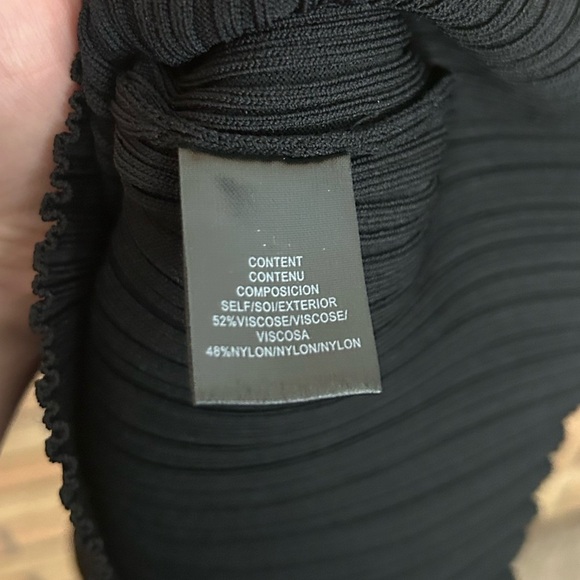 CONTENT
CONTENU
COMPOSICION
SELF/SOI/EXTERIOR
52%VISCOSE/VISCOSE/
VISCOSA
48%NYLON/NYLON/NYLON